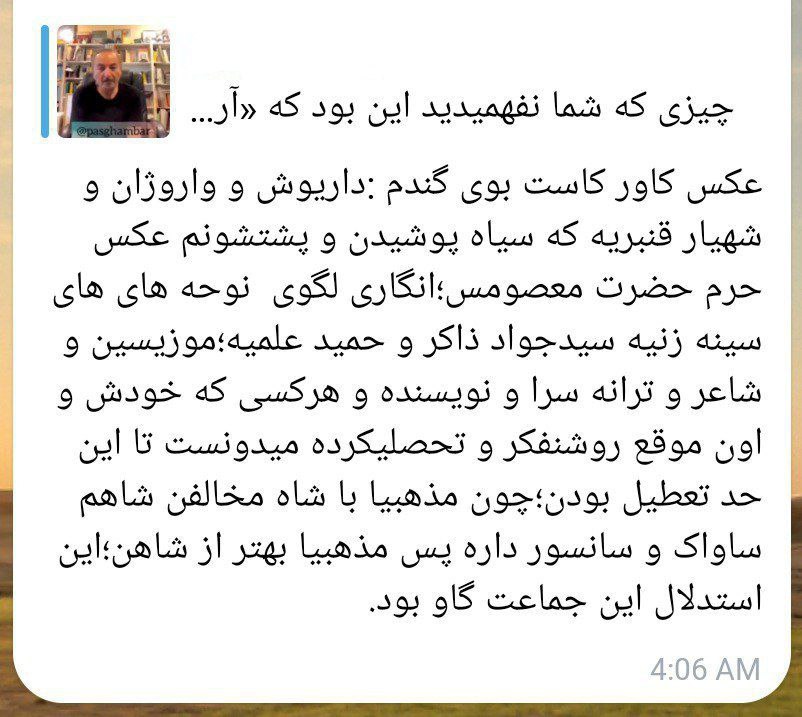 چیزی که شما نفهمیدید این بود که «آر...
@pasghambar
عکس کاور کاست بوی گندم :داریوش و واروژان و
شهیار قنبریه که سیاه پوشیدن و پشتشونم عکس
حرم حضرت معصومس؛انگاری لگوی نوحه های های
سینه زنیه سیدجواد ذاکر و حمید علمیه؛موزیسین و
شاعر و ترانه سرا و نویسنده و هرکسی که خودش و
اون موقع روشنفکر و تحصلیکرده میدونست تا این
حد تعطیل بودن؛چون مذهبیا با شاه مخالفن شاهم
ساواک و سانسور داره پس مذهبیا بهتر از شاهن؛این
استدلال این جماعت گاو بود.
4:06 AM